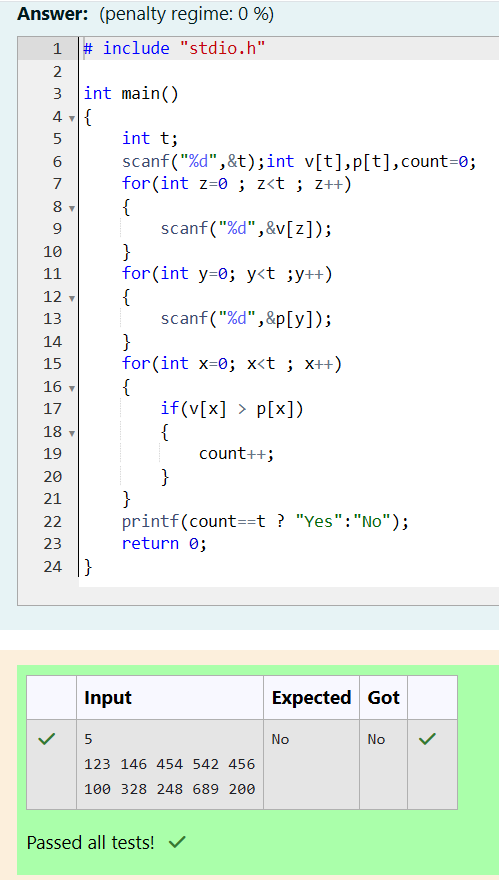 Answer: (penalty regime: 0 %)
1 # include "stdio.h"
2
3 int main()
4 {
5     int t;
6     scanf("%d",&t);int v[t],p[t],count=0;
7     for(int z=0 ; z<t ; z++)
8     {
9         scanf("%d",&v[z]);
10     }
11     for(int y=0; y<t ;y++)
12     {
13         scanf("%d",&p[y]);
14     }
15     for(int x=0; x<t ; x++)
16     {
17         if(v[x] > p[x])
18         {
19             count++;
20         }
21     }
22     printf(count==t ? "Yes":"No");
23     return 0;
24 }
Input Expected Got
5 No No
123 146 454 542 456
100 328 248 689 200
Passed all tests!